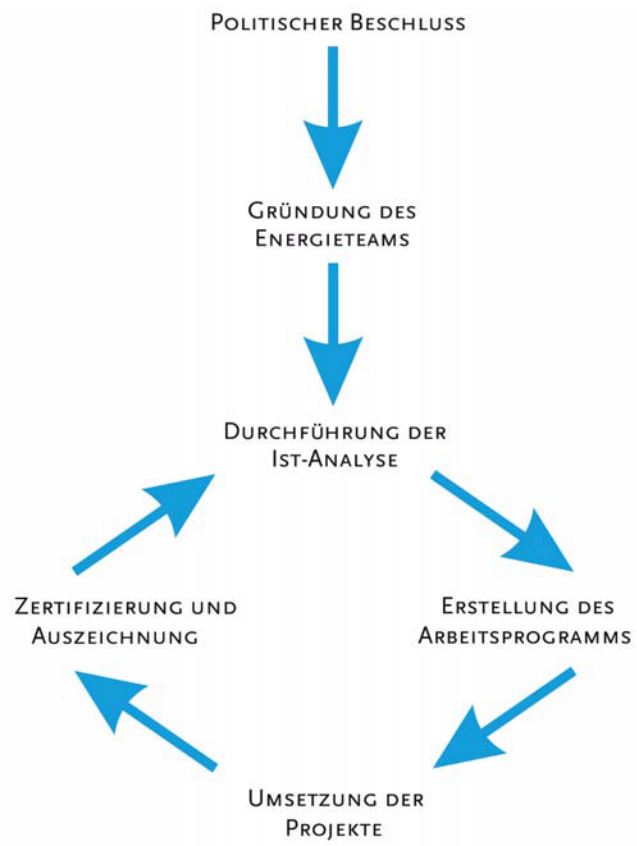 POLITISCHER BESCHLUSS
GRÜNDUNG DES
ENERGIETEAMS
DURCHFÜHRUNG DER
IST-ANALYSE
ZERTIFIZIERUNG UND
AUSZEICHNUNG
ERSTELLUNG DES
ARBEITSPROGRAMMS
UMSETZUNG DER
PROJEKTE